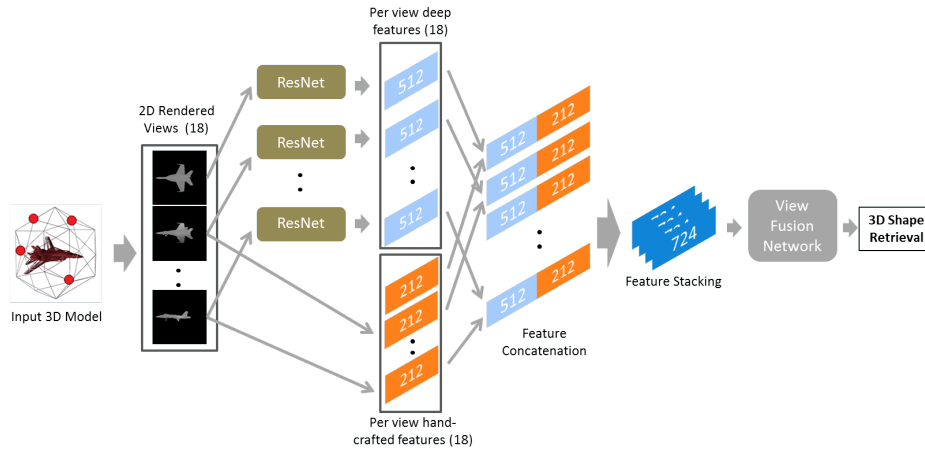 Per view deep
features (18)
2D Rendered
Views (18)
ResNet
ResNet
ResNet
512
512
512
512
212
512
212
512
212
512
212
212
212
212
Input 3D Model
Feature
Concatenation
724
Feature Stacking
View
Fusion
Network
3D Shape
Retrieval
Per view hand-
crafted features (18)